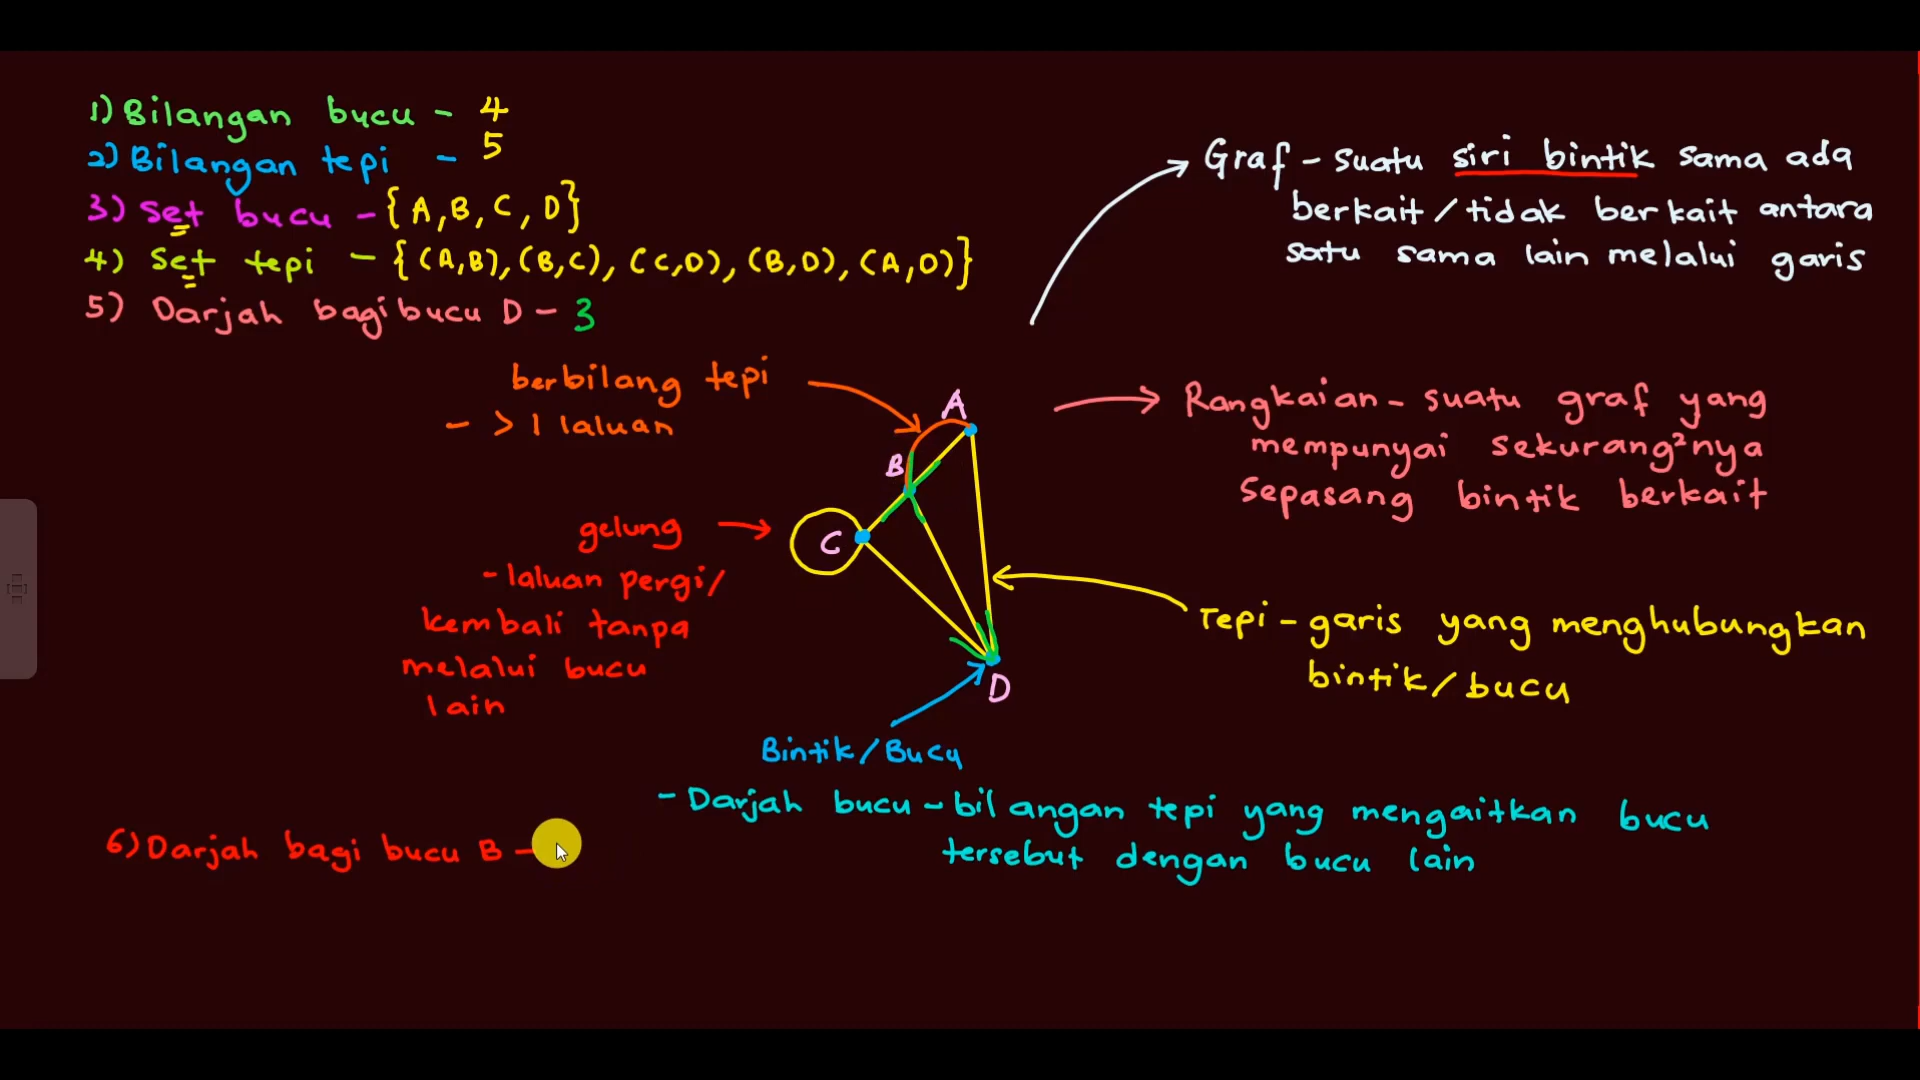 1) Bilangan bucu - 4
2) Bilangan tepi - 5
3) Set bucu - {A, B, C, D}
4) Set tepi - {(A,B), (B,C), (C,D), (B,D), (A,D)}
5) Darjah bagi bucu D - 3
Graf - suatu siri bintik sama ada
berkait / tidak berkait antara
satu sama lain melalui garis
berbilang tepi
- > 1 laluan
A
B
C
D
Rangkaian - suatu graf yang
mempunyai sekurang²nya
sepasang bintik berkait
gelung
- laluan pergi/
kembali tanpa
melalui bucu
lain
Tepi - garis yang menghubungkan
bintik/bucu
Bintik/Bucu
- Darjah bucu - bilangan tepi yang mengaitkan bucu
tersebut dengan bucu lain
6) Darjah bagi bucu B -